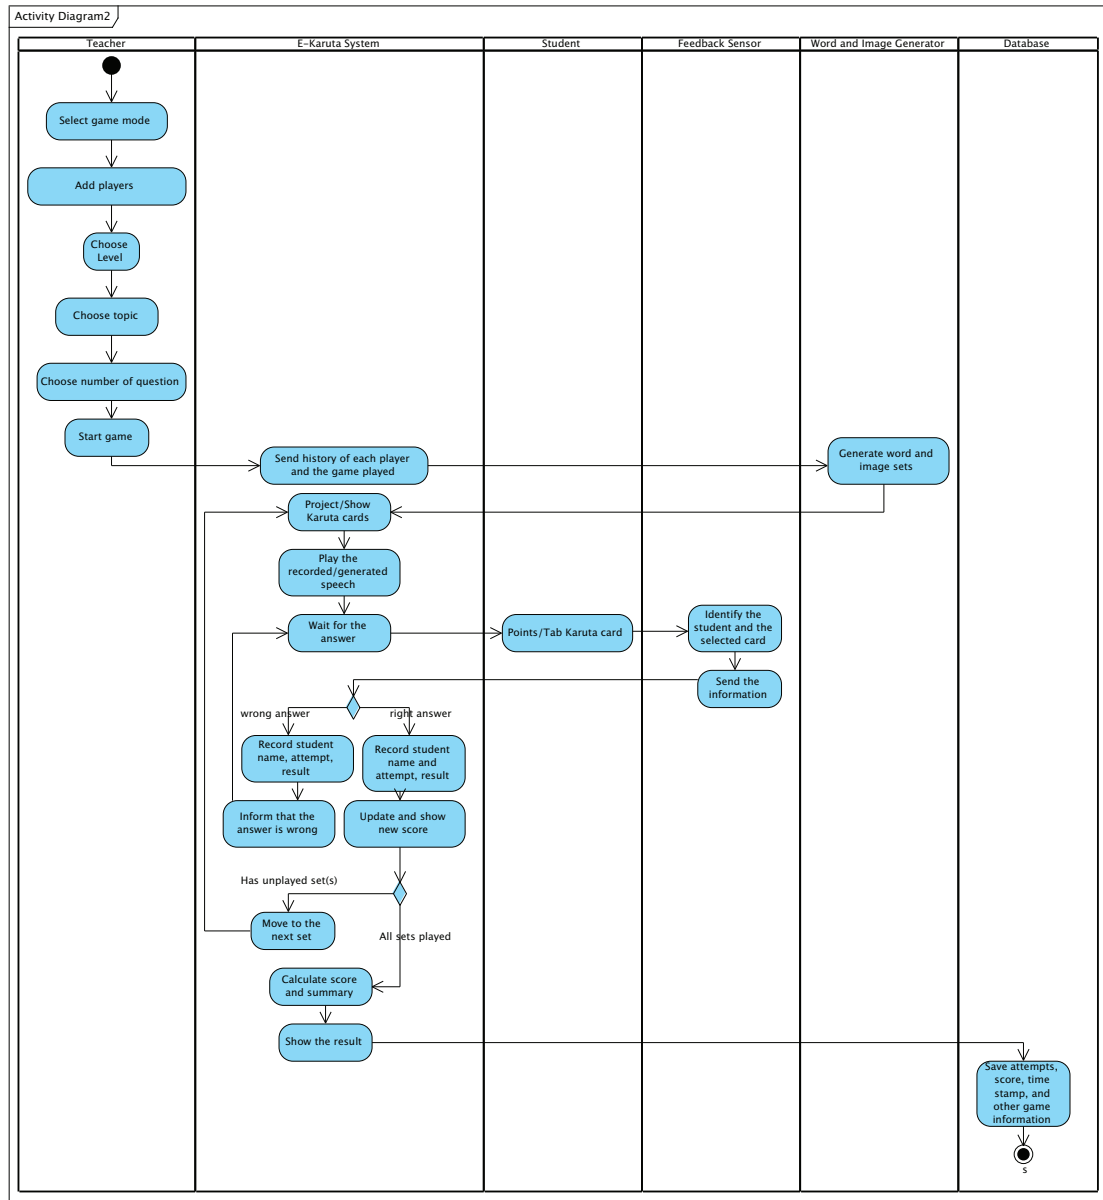 Activity Diagram2
Teacher
E-Karuta System
Student
Feedback Sensor
Word and Image Generator
Database
Select game mode
Add players
Choose
Level
Choose topic
Choose number of question
Start game
Send history of each player
and the game played
Generate word and
image sets
Project/Show
Karuta cards
Play the
recorded/generated
speech
Wait for the
answer
Points/Tab Karuta card
Identify the
student and the
selected card
Send the
information
wrong answer
right answer
Record student
name, attempt,
result
Record student
name and
attempt, result
Inform that the
answer is wrong
Update and show
new score
Has unplayed set(s)
Move to the
next set
All sets played
Calculate score
and summary
Show the result
Save attempts,
score, time
stamp, and
other game
information
s